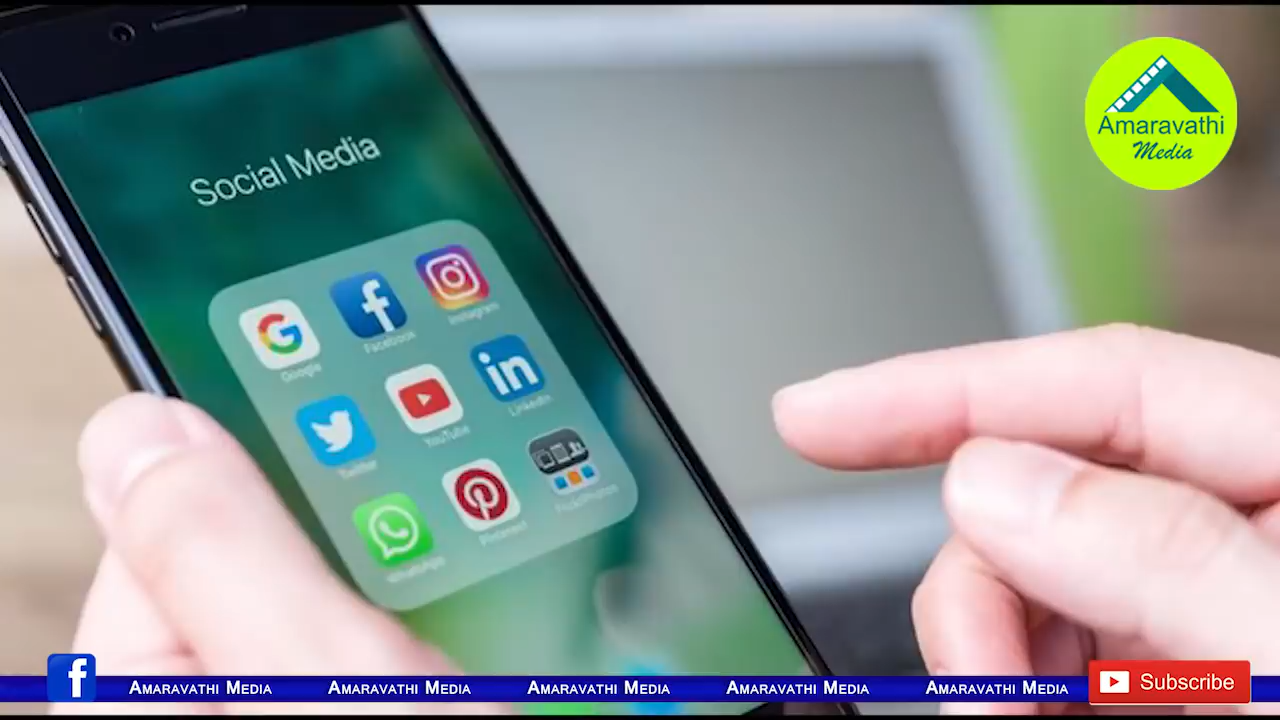 Social Media
Amaravathi
Media
Google
Facebook
Instagram
Twitter
YouTube
LinkedIn
WhatsApp
Pinterest
Amaravathi Media Amaravathi Media Amaravathi Media Amaravathi Media Amaravathi Media
Subscribe